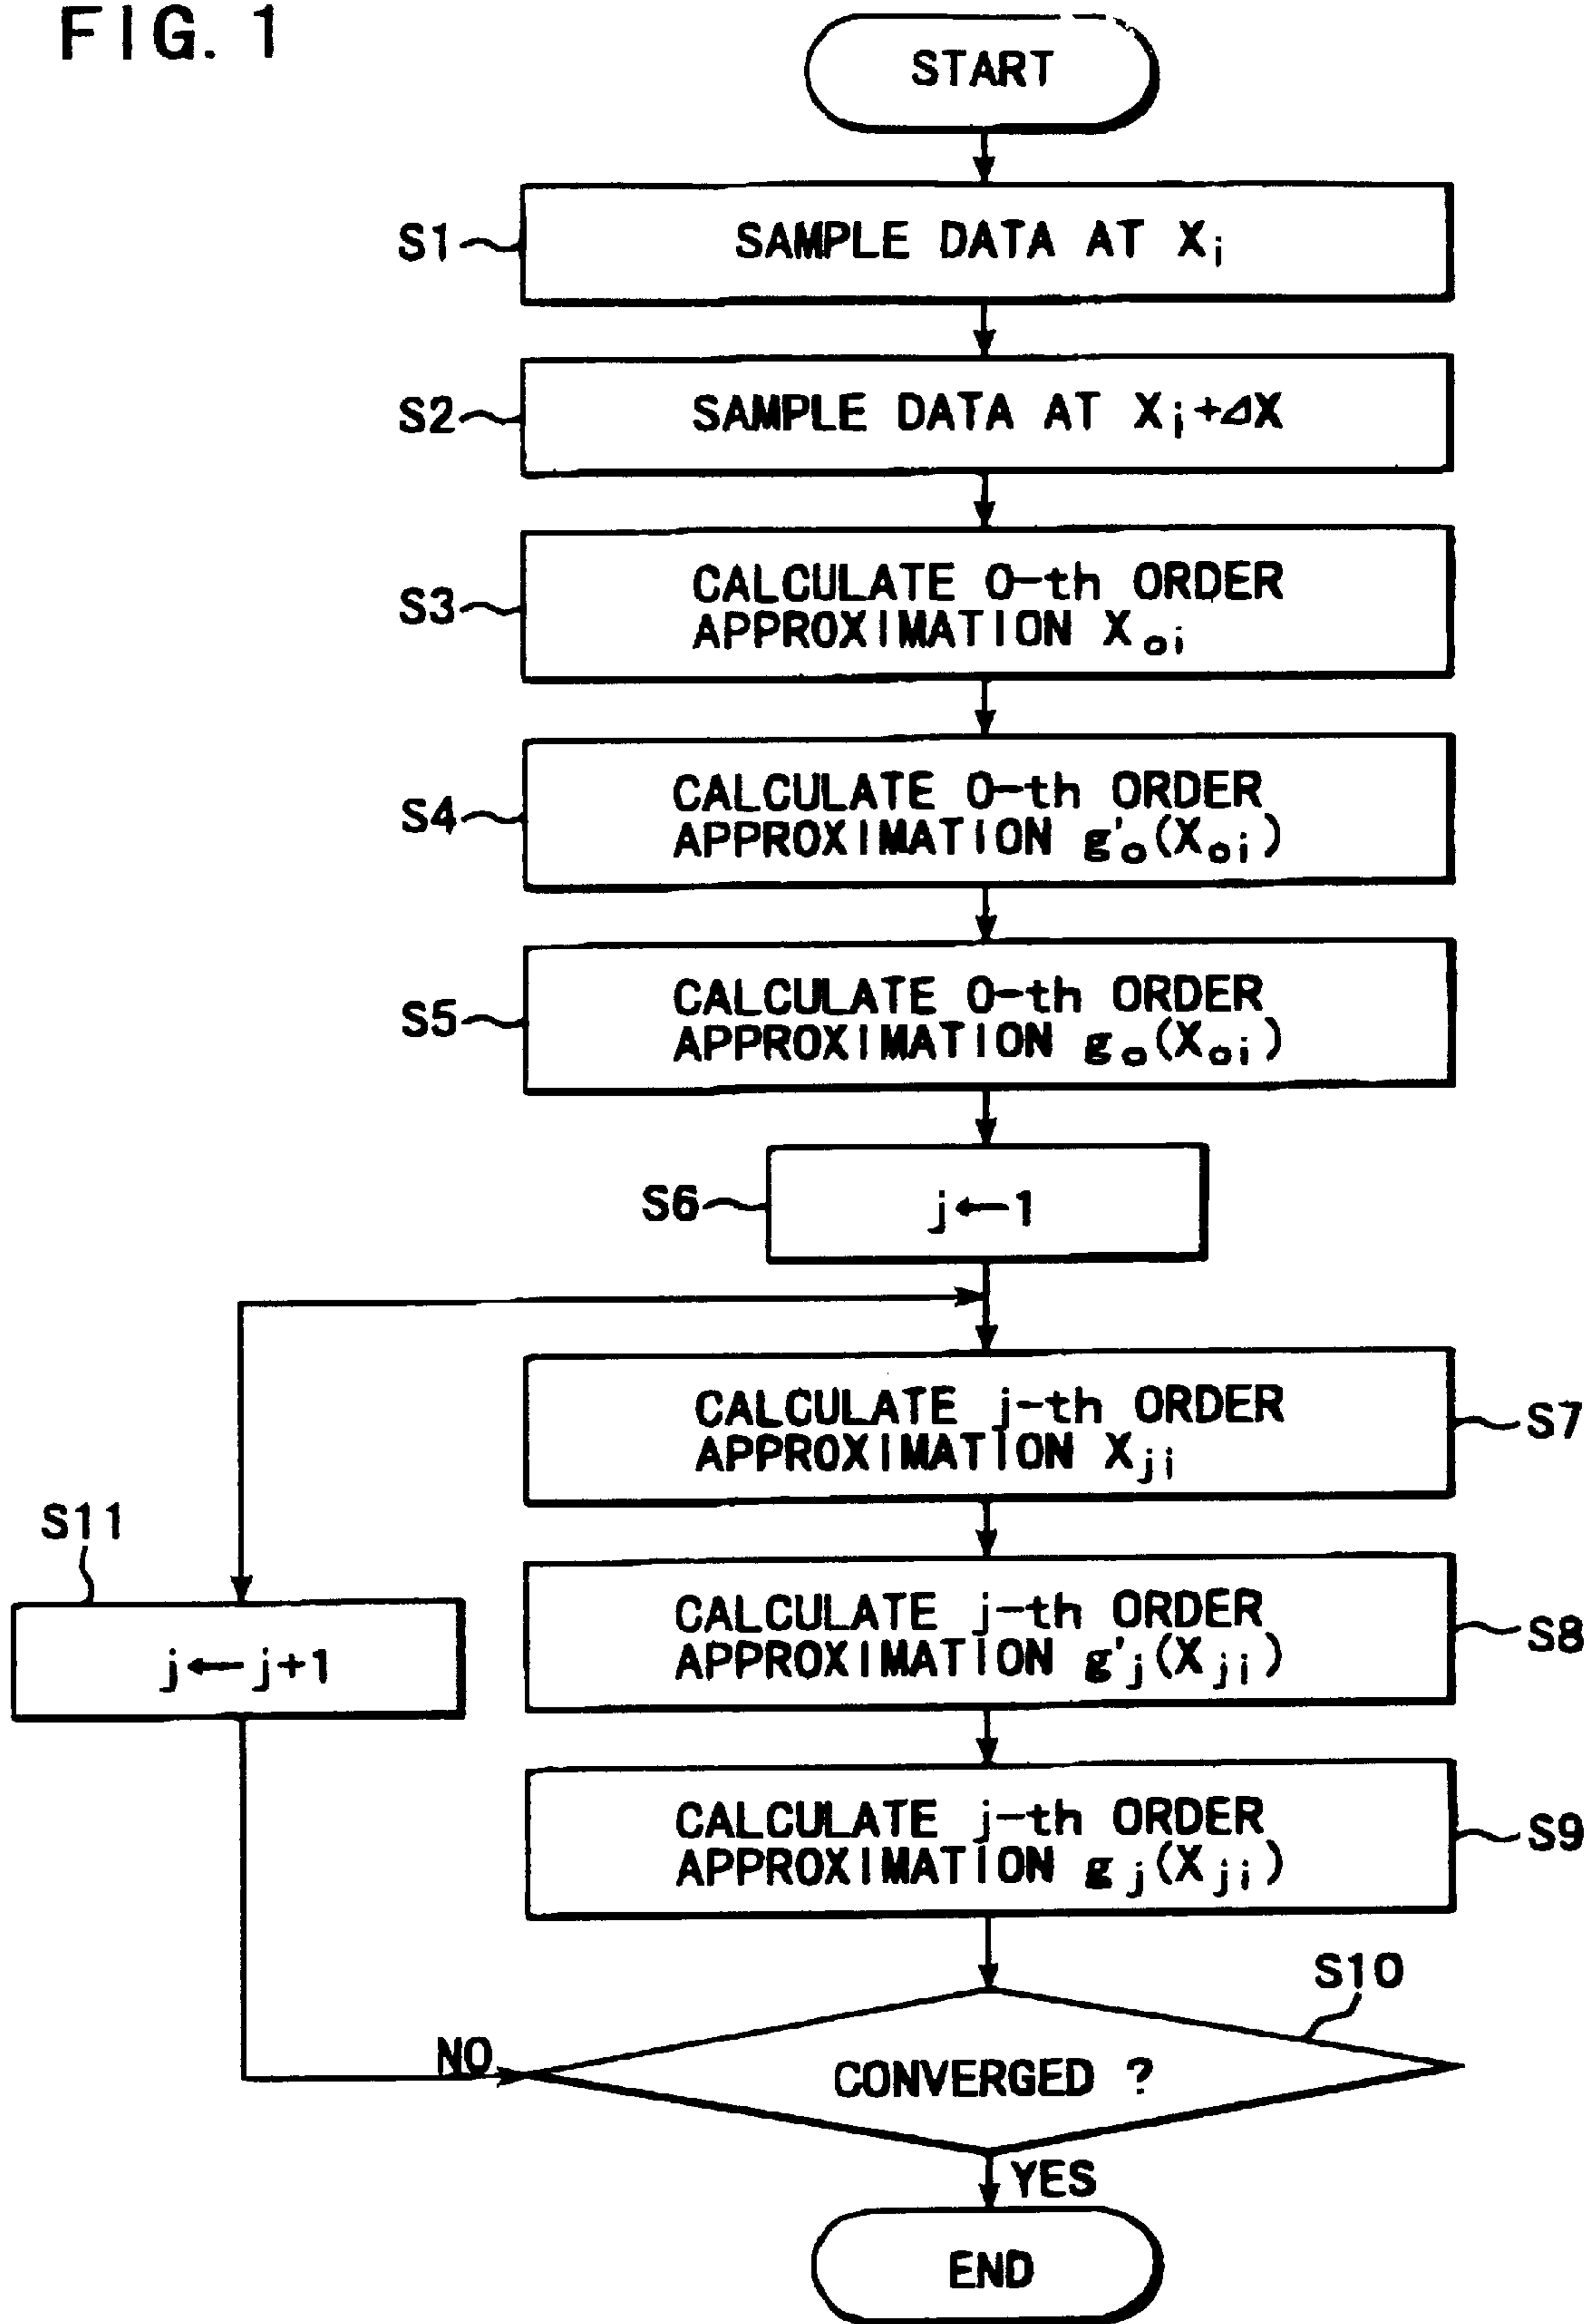 FIG. 1
START
S1
SAMPLE DATA AT Xi
S2
SAMPLE DATA AT Xi+ΔX
S3
CALCULATE 0-th ORDER
APPROXIMATION Xoi
S4
CALCULATE 0-th ORDER
APPROXIMATION g'o(Xoi)
S5
CALCULATE 0-th ORDER
APPROXIMATION go(Xoi)
S6
j←1
CALCULATE j-th ORDER
APPROXIMATION Xji
S7
S11
j←j+1
CALCULATE j-th ORDER
APPROXIMATION g'j(Xji)
S8
CALCULATE j-th ORDER
APPROXIMATION gj(Xji)
S9
S10
NO
CONVERGED ?
YES
END